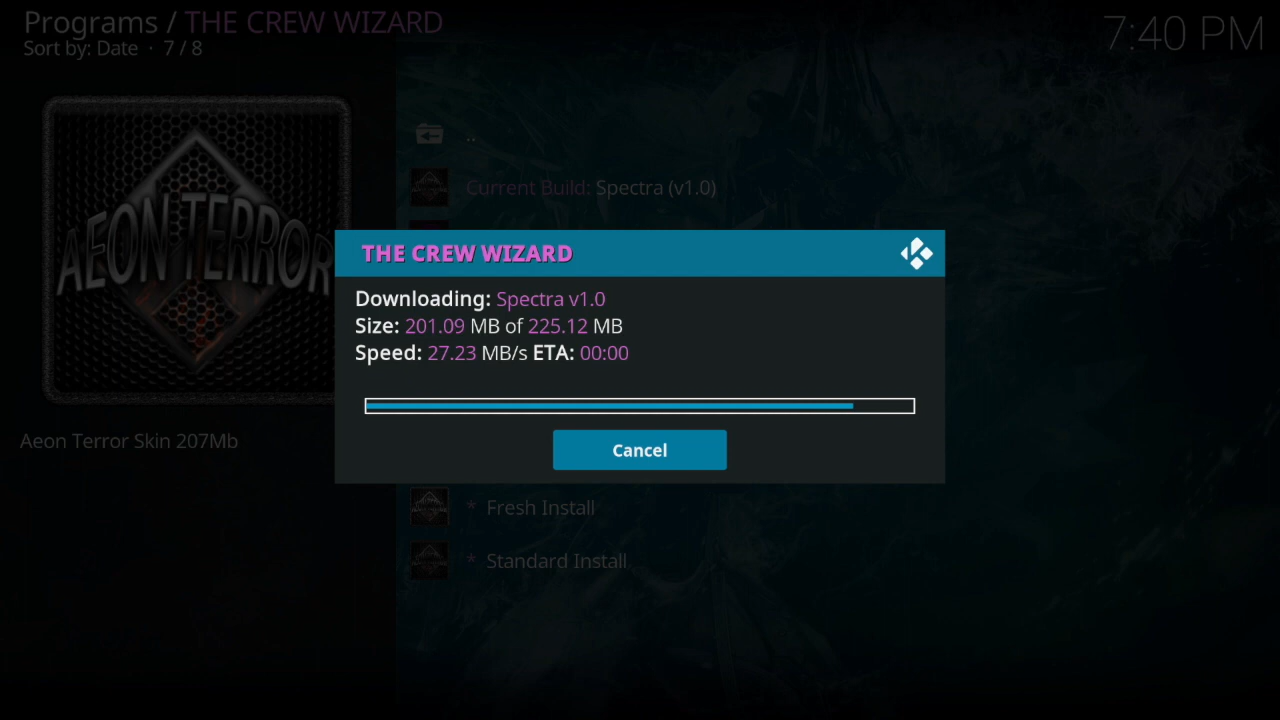 Programs / THE CREW WIZARD
Sort by: Date · 7 / 8
7:40 PM
..
Current Build: Spectra (v1.0)
AEON TERROR
THE CREW WIZARD
Downloading: Spectra v1.0
Size: 201.09 MB of 225.12 MB
Speed: 27.23 MB/s ETA: 00:00
Cancel
Aeon Terror Skin 207Mb
* Fresh Install
* Standard Install